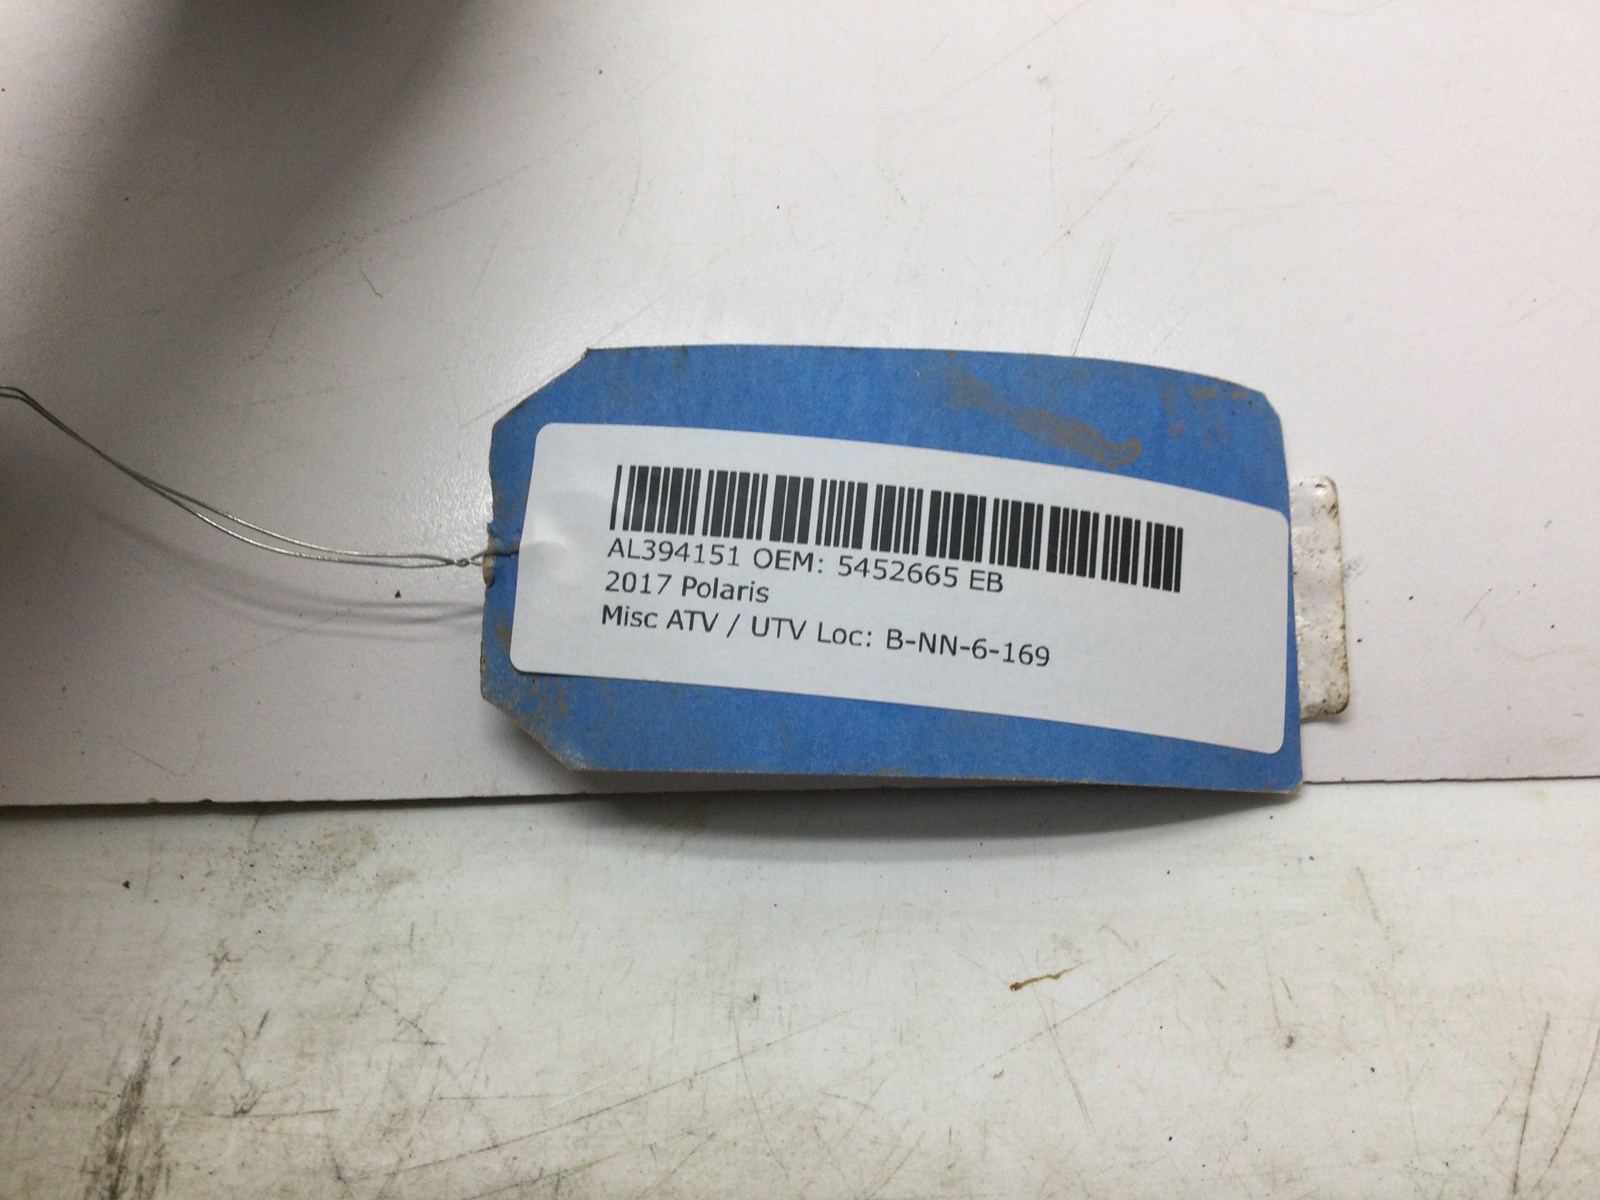 AL394151 OEM: 5452665 EB
2017 Polaris
Misc ATV / UTV Loc: B-NN-6-169